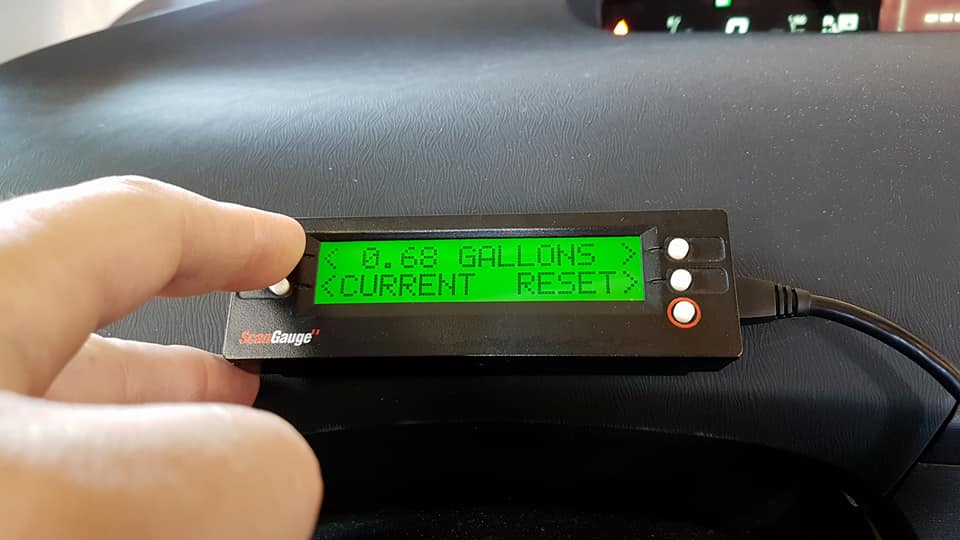 < 0.68 GALLONS >
<CURRENT RESET>
ScanGauge II